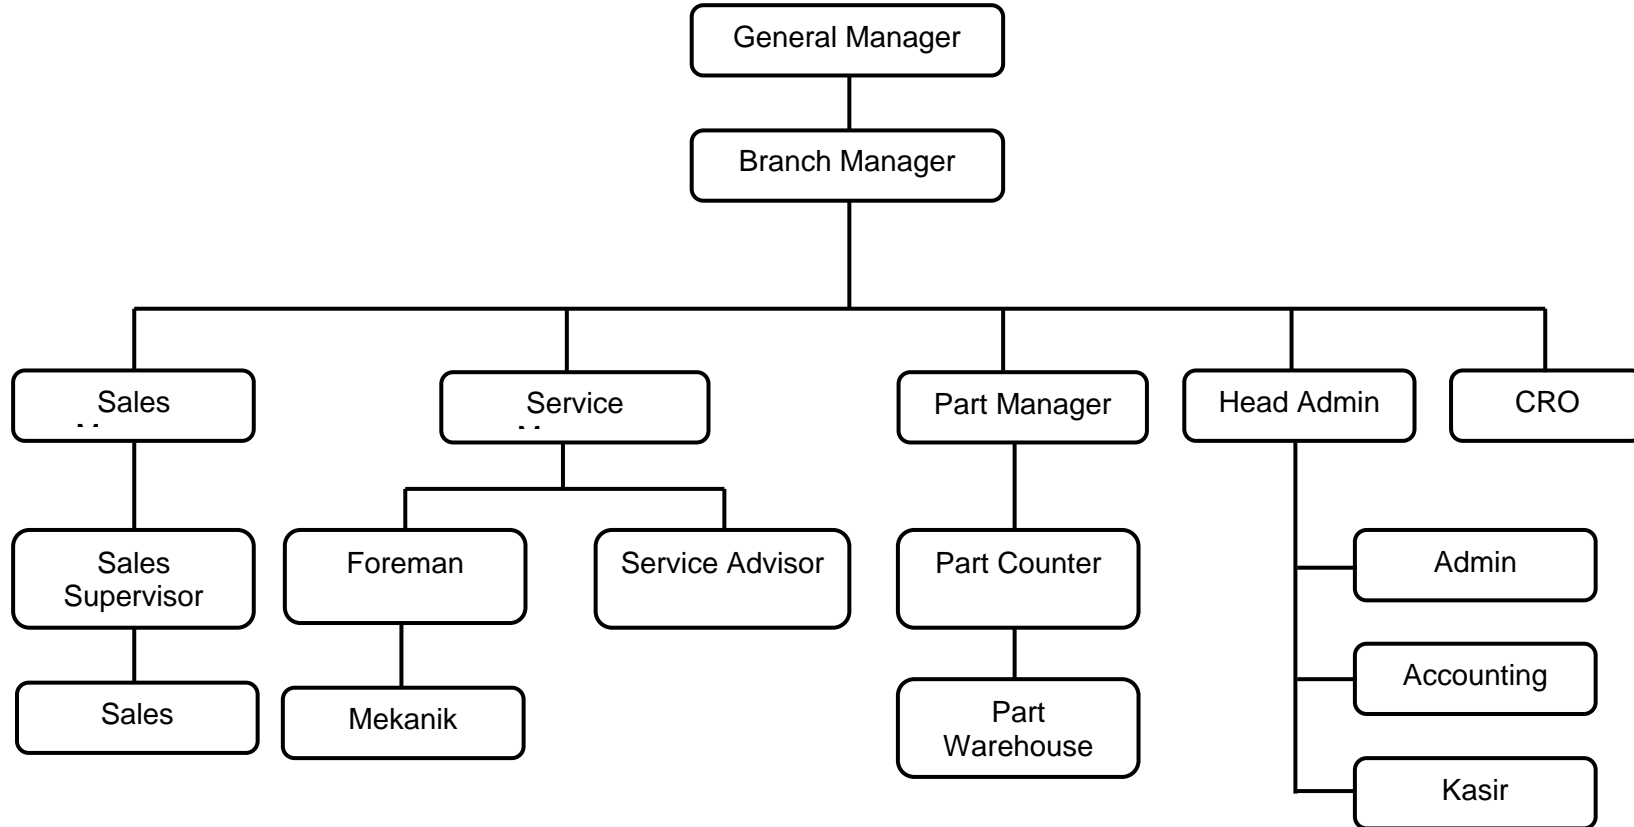 General Manager
Branch Manager
Sales
Service
Part Manager
Head Admin
CRO
Sales
Supervisor
Foreman
Service Advisor
Part Counter
Admin
Sales
Mekanik
Part
Warehouse
Accounting
Kasir